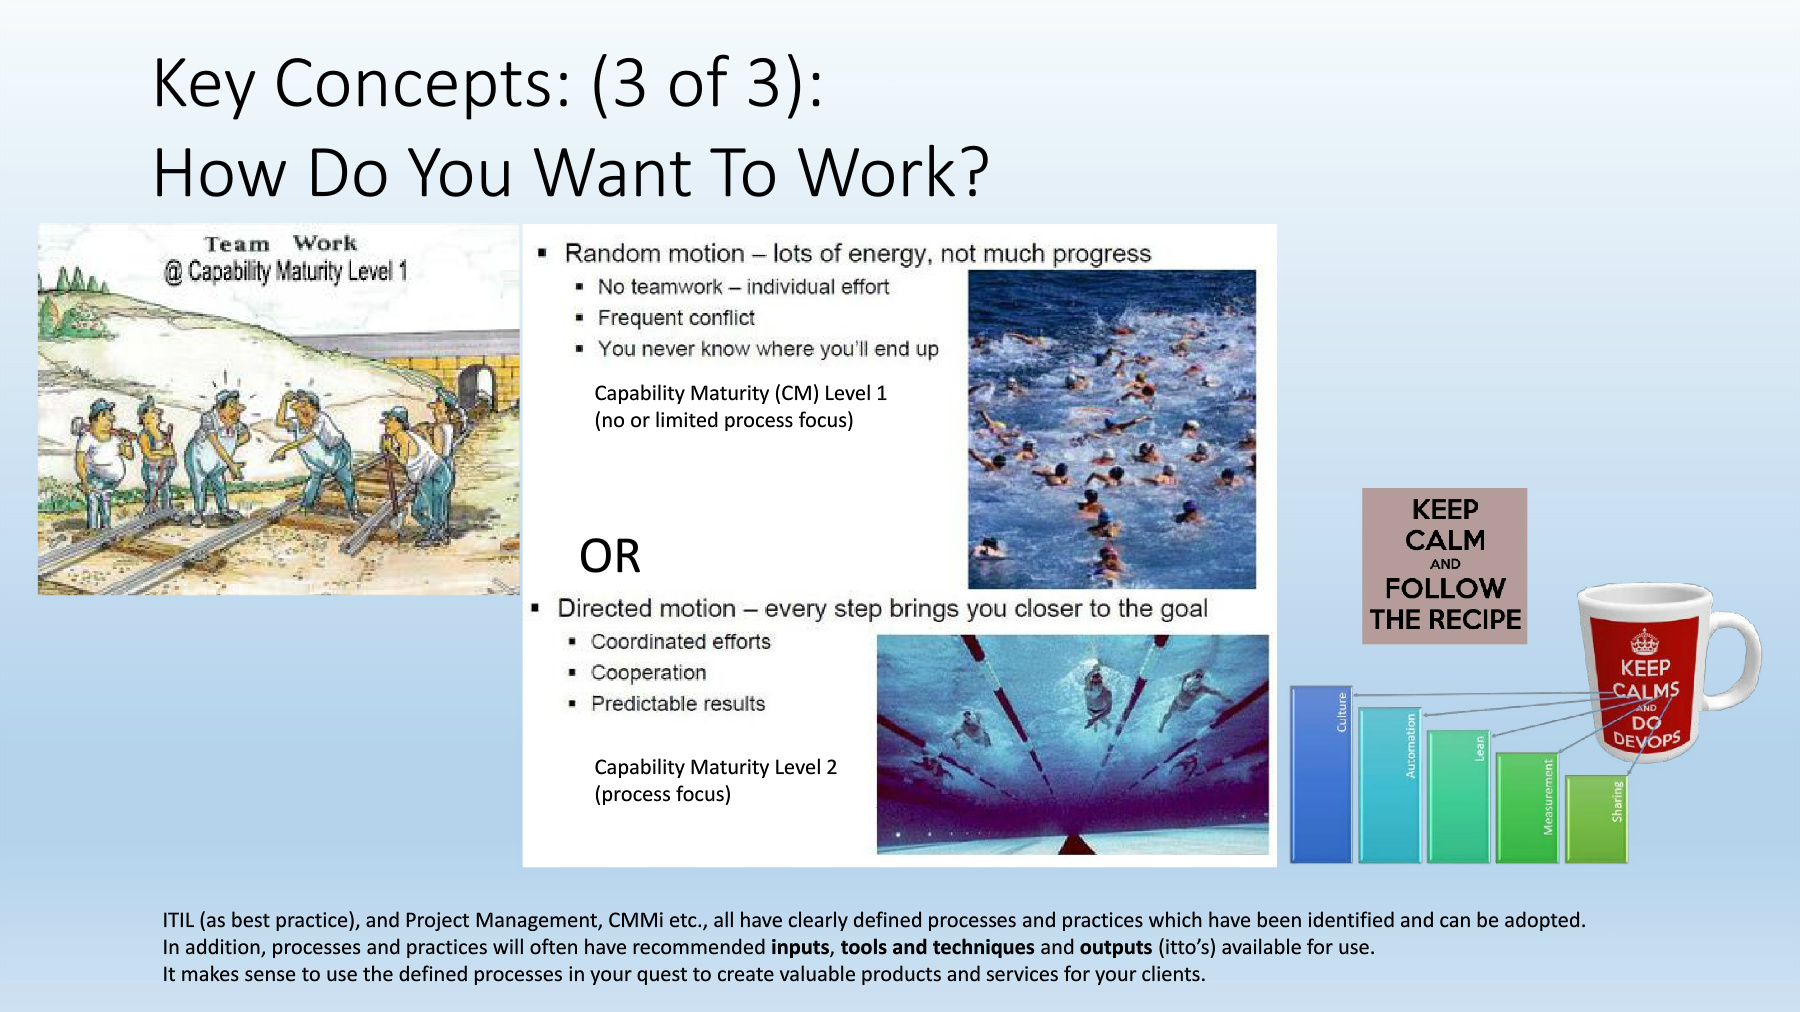 Key Concepts: (3 of 3):
How Do You Want To Work?
Team Work
@ Capability Maturity Level 1
▪ Random motion – lots of energy, not much progress
▪ No teamwork – individual effort
▪ Frequent conflict
▪ You never know where you'll end up
Capability Maturity (CM) Level 1
(no or limited process focus)
OR
▪ Directed motion – every step brings you closer to the goal
▪ Coordinated efforts
▪ Cooperation
▪ Predictable results
Capability Maturity Level 2
(process focus)
KEEP
CALM
AND
FOLLOW
THE RECIPE
KEEP
CALMS
AND
DO
DEVOPS
Culture
Automation
Lean
Measurement
Sharing
ITIL (as best practice), and Project Management, CMMi etc., all have clearly defined processes and practices which have been identified and can be adopted.
In addition, processes and practices will often have recommended inputs, tools and techniques and outputs (itto’s) available for use.
It makes sense to use the defined processes in your quest to create valuable products and services for your clients.